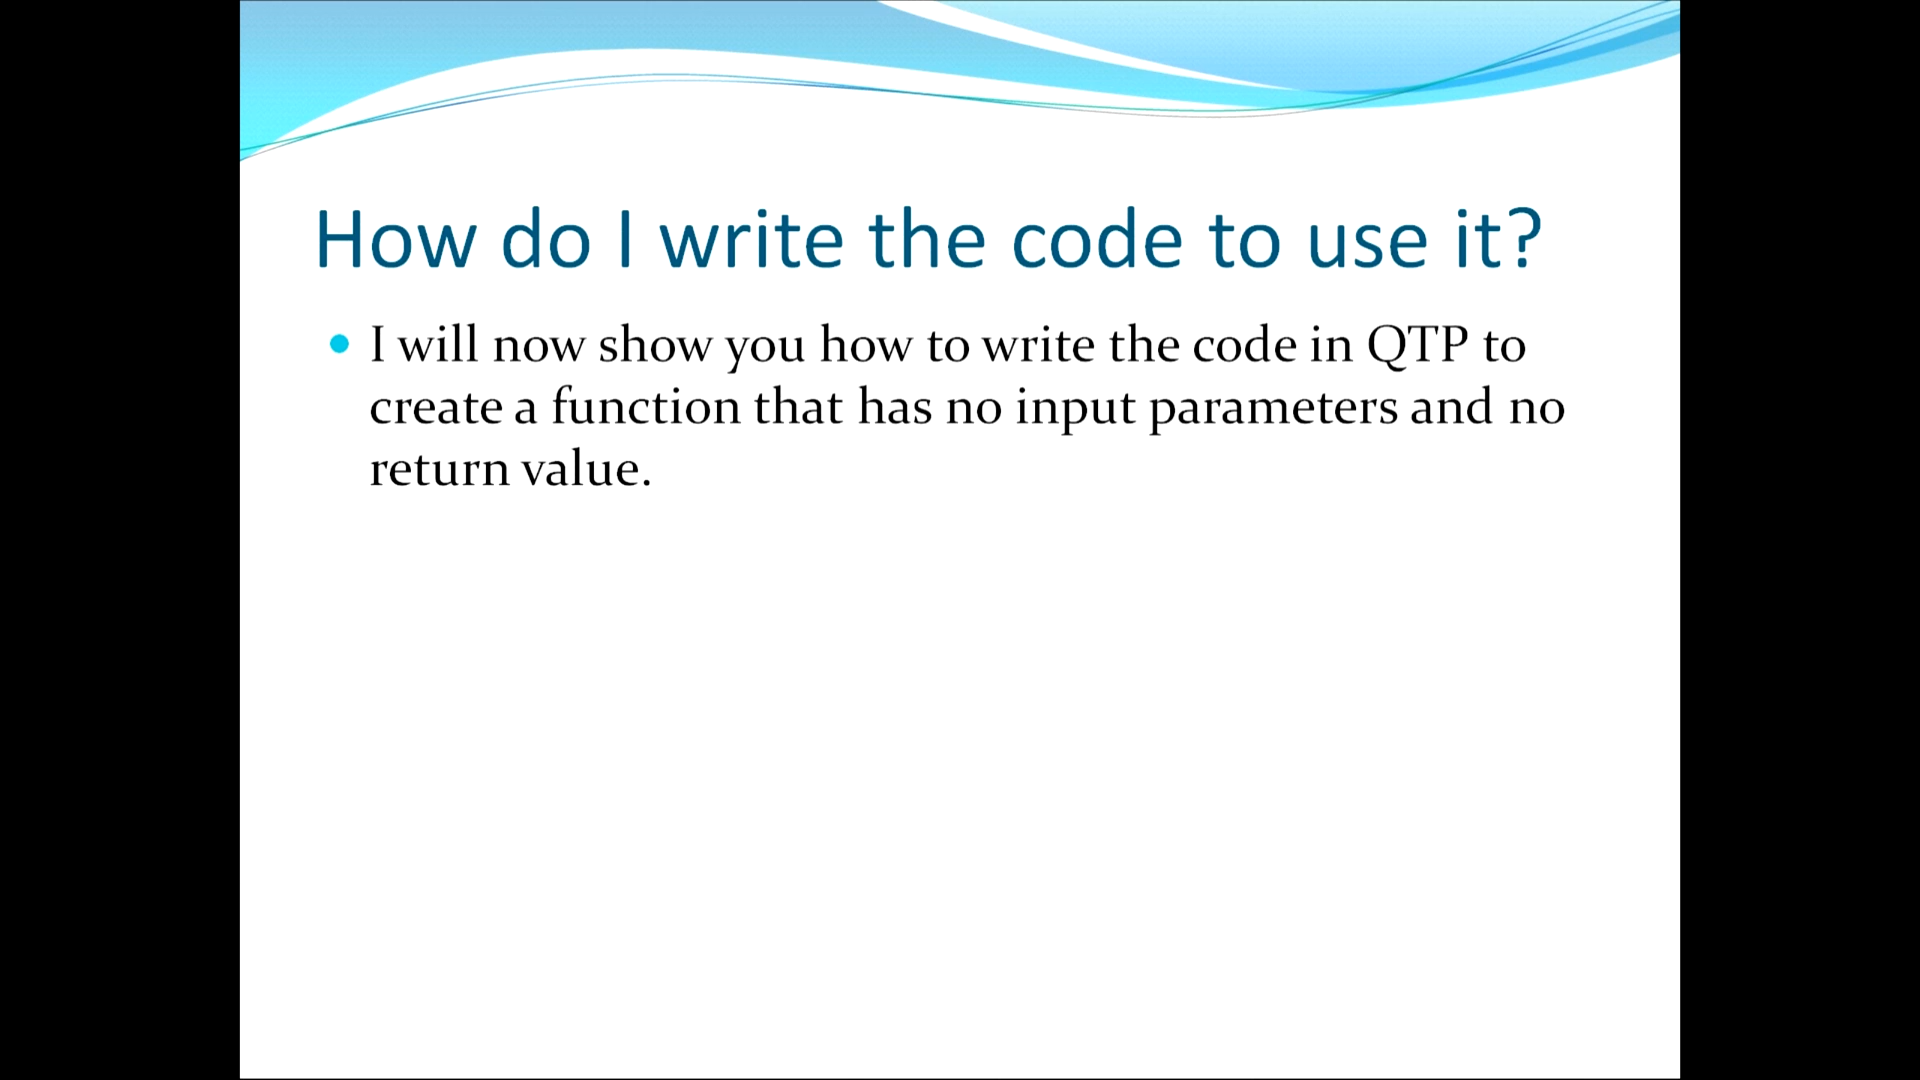 How do I write the code to use it?
I will now show you how to write the code in QTP to
create a function that has no input parameters and no
return value.